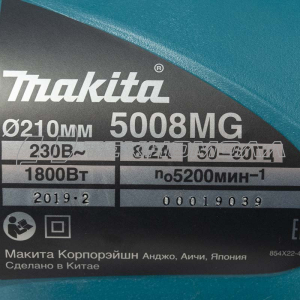 makita®
Ø210мм 5008MG
230В~ 8.2А 50-60Гц
1800Вт n₀5200мин-1
2019·2 00019039
Макита Корпорэйшн Анджо, Аичи, Япония
Сделано в Китае